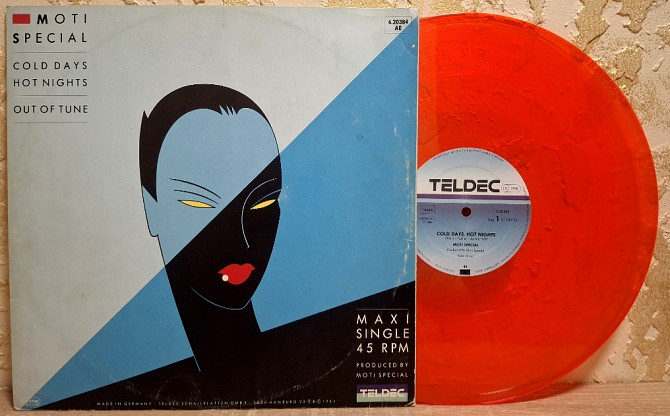 MOTI
SPECIAL
COLD DAYS
HOT NIGHTS
OUT OF TUNE
6.20384
AE
MAXI
SINGLE
45 RPM
PRODUCED BY
MOTI SPECIAL
TELDEC
MADE IN GERMANY
TELDEC
COLD DAYS, HOT NIGHTS
MOTI SPECIAL